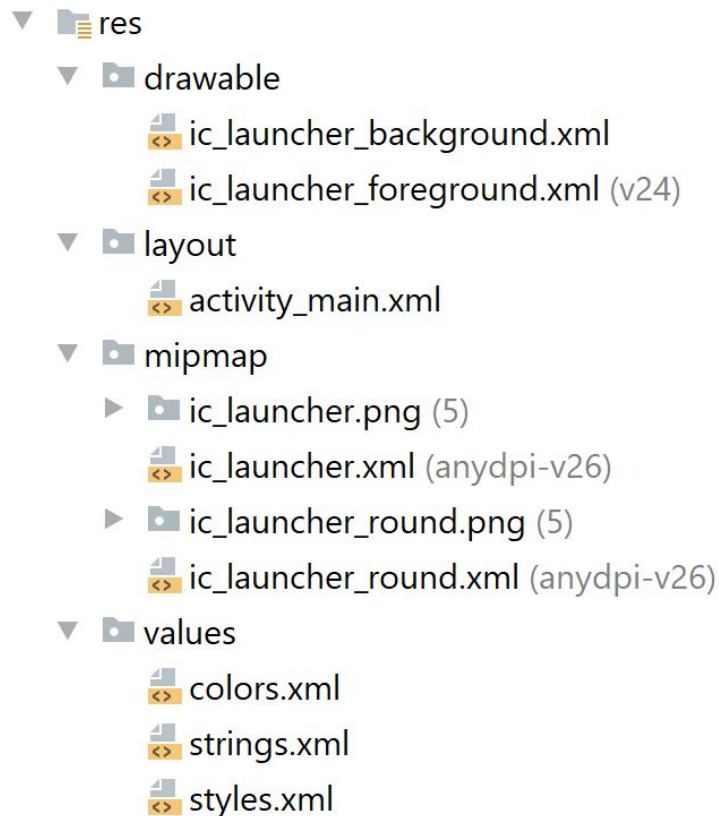 res
drawable
ic_launcher_background.xml
ic_launcher_foreground.xml (v24)
layout
activity_main.xml
mipmap
ic_launcher.png (5)
ic_launcher.xml (anydpi-v26)
ic_launcher_round.png (5)
ic_launcher_round.xml (anydpi-v26)
values
colors.xml
strings.xml
styles.xml